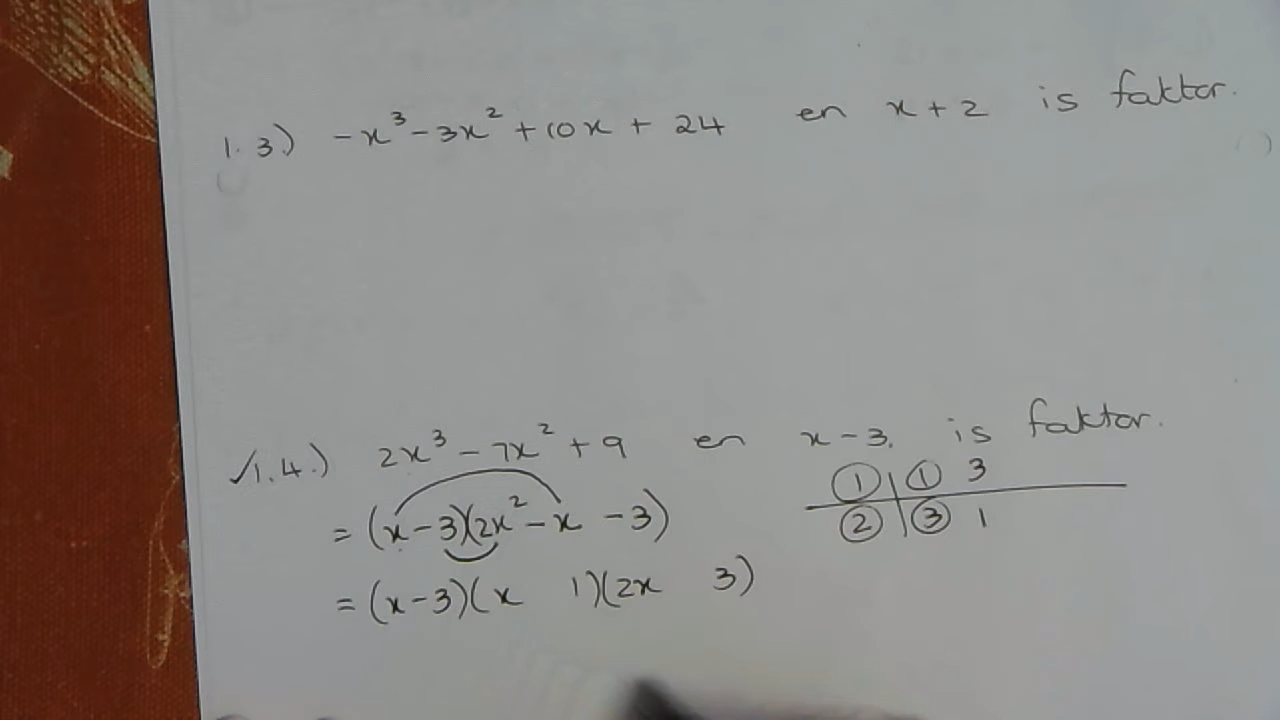 1.3.) -x³-3x²+10x + 24 en x+2 is faktor.
( )
√1.4.) 2x³-7x²+9 en x-3. is faktor.
= (x-3)(2x²-x -3)
① | ① 3
② | ③ 1
= (x-3)(x 1)(2x 3)